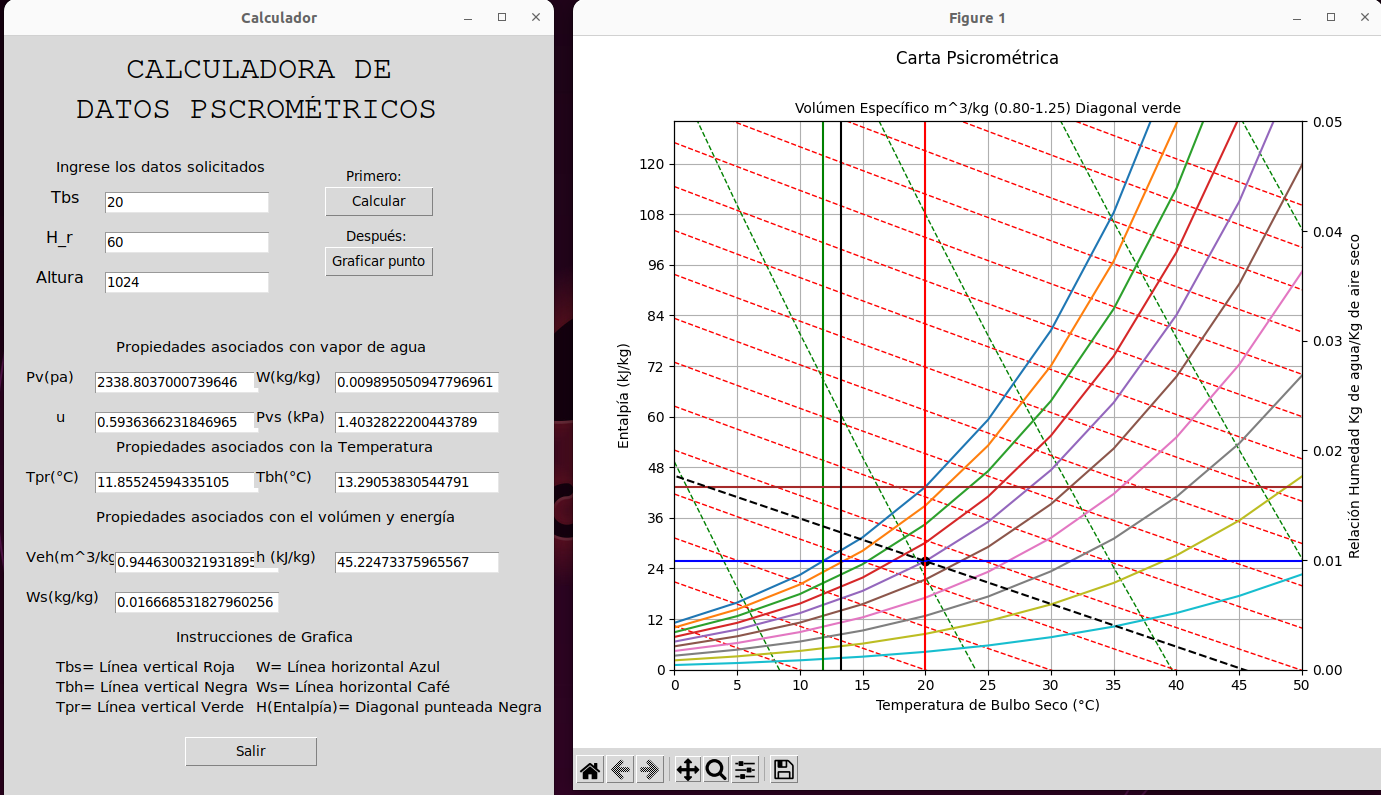 Calculador
CALCULADORA DE
DATOS PSCROMÉTRICOS
Ingrese los datos solicitados
Tbs 20
H_r 60
Altura 1024
Primero:
Calcular
Después:
Graficar punto
Propiedades asociados con vapor de agua
Pv(pa) 2338.8037000739646 W(kg/kg) 0.009895050947796961
u 0.5936366231846965 Pvs (kPa) 1.4032822200443789
Propiedades asociados con la Temperatura
Tpr(°C) 11.85524594335105 Tbh(°C) 13.29053830544791
Propiedades asociados con el volúmen y energía
Veh(m^3/kg 0.9446300321931895 h (kJ/kg) 45.22473375965567
Ws(kg/kg) 0.016668531827960256
Instrucciones de Grafica
Tbs= Línea vertical Roja W= Línea horizontal Azul
Tbh= Línea vertical Negra Ws= Línea horizontal Café
Tpr= Línea vertical Verde H(Entalpía)= Diagonal punteada Negra
Salir
Figure 1
Carta Psicrométrica
Volúmen Específico m^3/kg (0.80-1.25) Diagonal verde
Entalpía (kJ/kg)
120
108
96
84
72
60
48
36
24
12
0
0 5 10 15 20 25 30 35 40 45 50
Temperatura de Bulbo Seco (°C)
0.05
0.04
0.03
0.02
0.01
0.00
Relación Humedad Kg de agua/Kg de aire seco